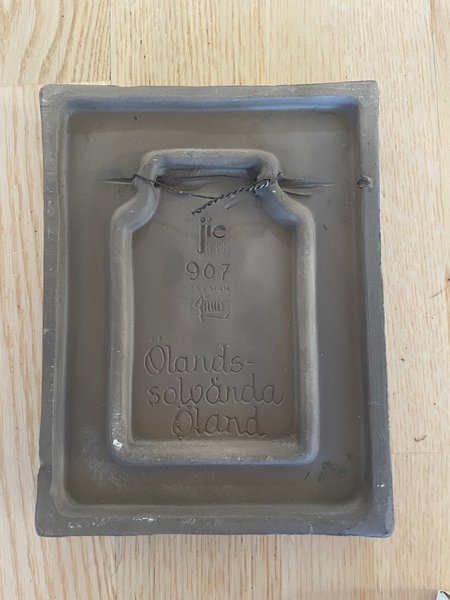 jie
907
Ölands-
solvända
Öland